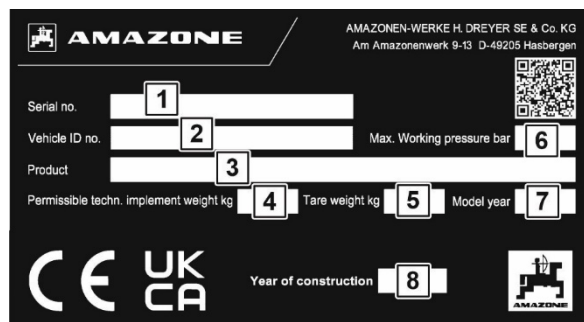 AMAZONE
AMAZONEN-WERKE H. DREYER SE & Co. KG
Am Amazonenwerk 9-13 D-49205 Hasbergen
Serial no. 1
Vehicle ID no. 2 Max. Working pressure bar 6
Product 3
Permissible techn. implement weight kg 4 Tare weight kg 5 Model year 7
CE UK CA Year of construction 8
AMAZONE